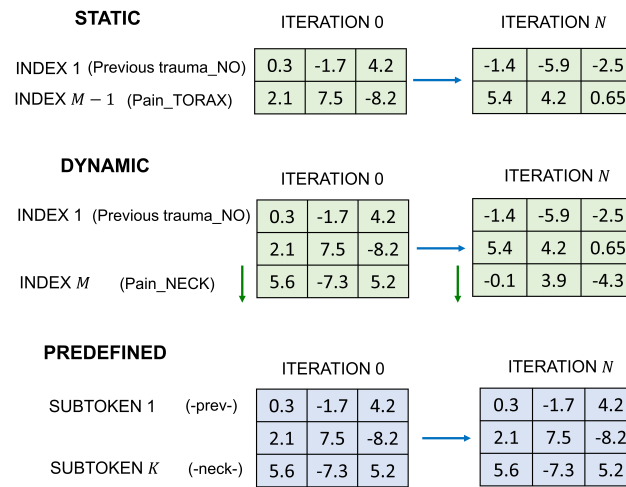 STATIC
ITERATION 0 ITERATION N
INDEX 1 (Previous trauma_NO) 0.3 -1.7 4.2 -1.4 -5.9 -2.5
INDEX M − 1 (Pain_TORAX) 2.1 7.5 -8.2 5.4 4.2 0.65
DYNAMIC
ITERATION 0 ITERATION N
INDEX 1 (Previous trauma_NO) 0.3 -1.7 4.2 -1.4 -5.9 -2.5
2.1 7.5 -8.2 5.4 4.2 0.65
INDEX M (Pain_NECK) 5.6 -7.3 5.2 -0.1 3.9 -4.3
PREDEFINED
ITERATION 0 ITERATION N
SUBTOKEN 1 (-prev-) 0.3 -1.7 4.2 0.3 -1.7 4.2
2.1 7.5 -8.2 2.1 7.5 -8.2
SUBTOKEN K (-neck-) 5.6 -7.3 5.2 5.6 -7.3 5.2